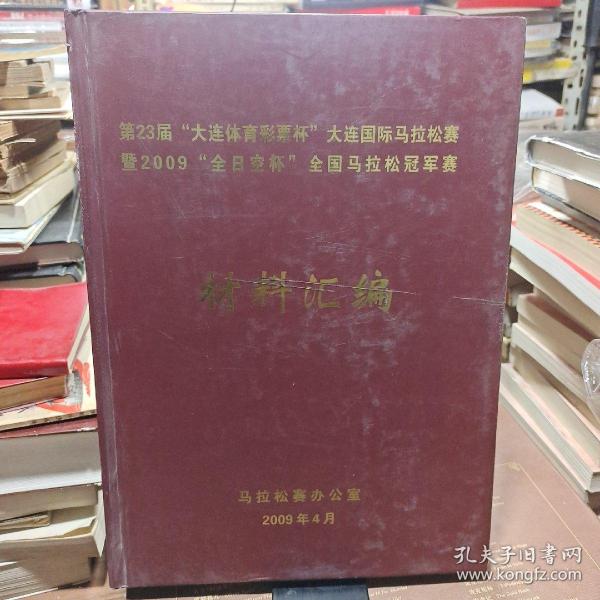 第23届“大连体育彩票杯”大连国际马拉松赛
暨2009“全日空杯”全国马拉松冠军赛
材料汇编
马拉松赛办公室
2009年4月
孔夫子旧书网
www.kongfz.com